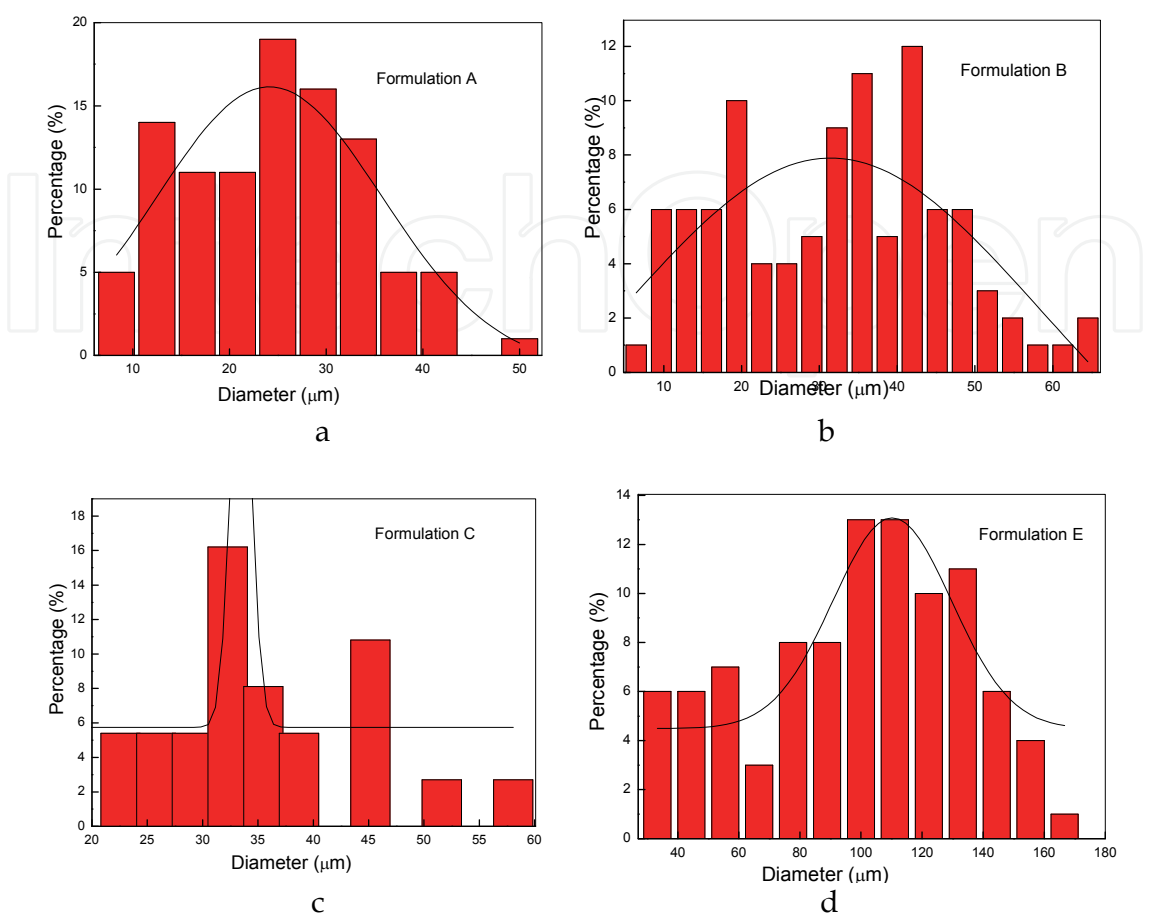 20
15
10
5
0
Percentage (%)
Formulation A
10 20 30 40 50
Diameter (μm)
a
12
10
8
6
4
2
0
Percentage (%)
Formulation B
10 20 30 40 50 60
Diameter (μm)
b
18
16
14
12
10
8
6
4
2
0
Percentage (%)
Formulation C
20 25 30 35 40 45 50 55 60
Diameter (μm)
c
14
12
10
8
6
4
2
0
Percentage (%)
Formulation E
40 60 80 100 120 140 160 180
Diameter (μm)
d
IntechOpen